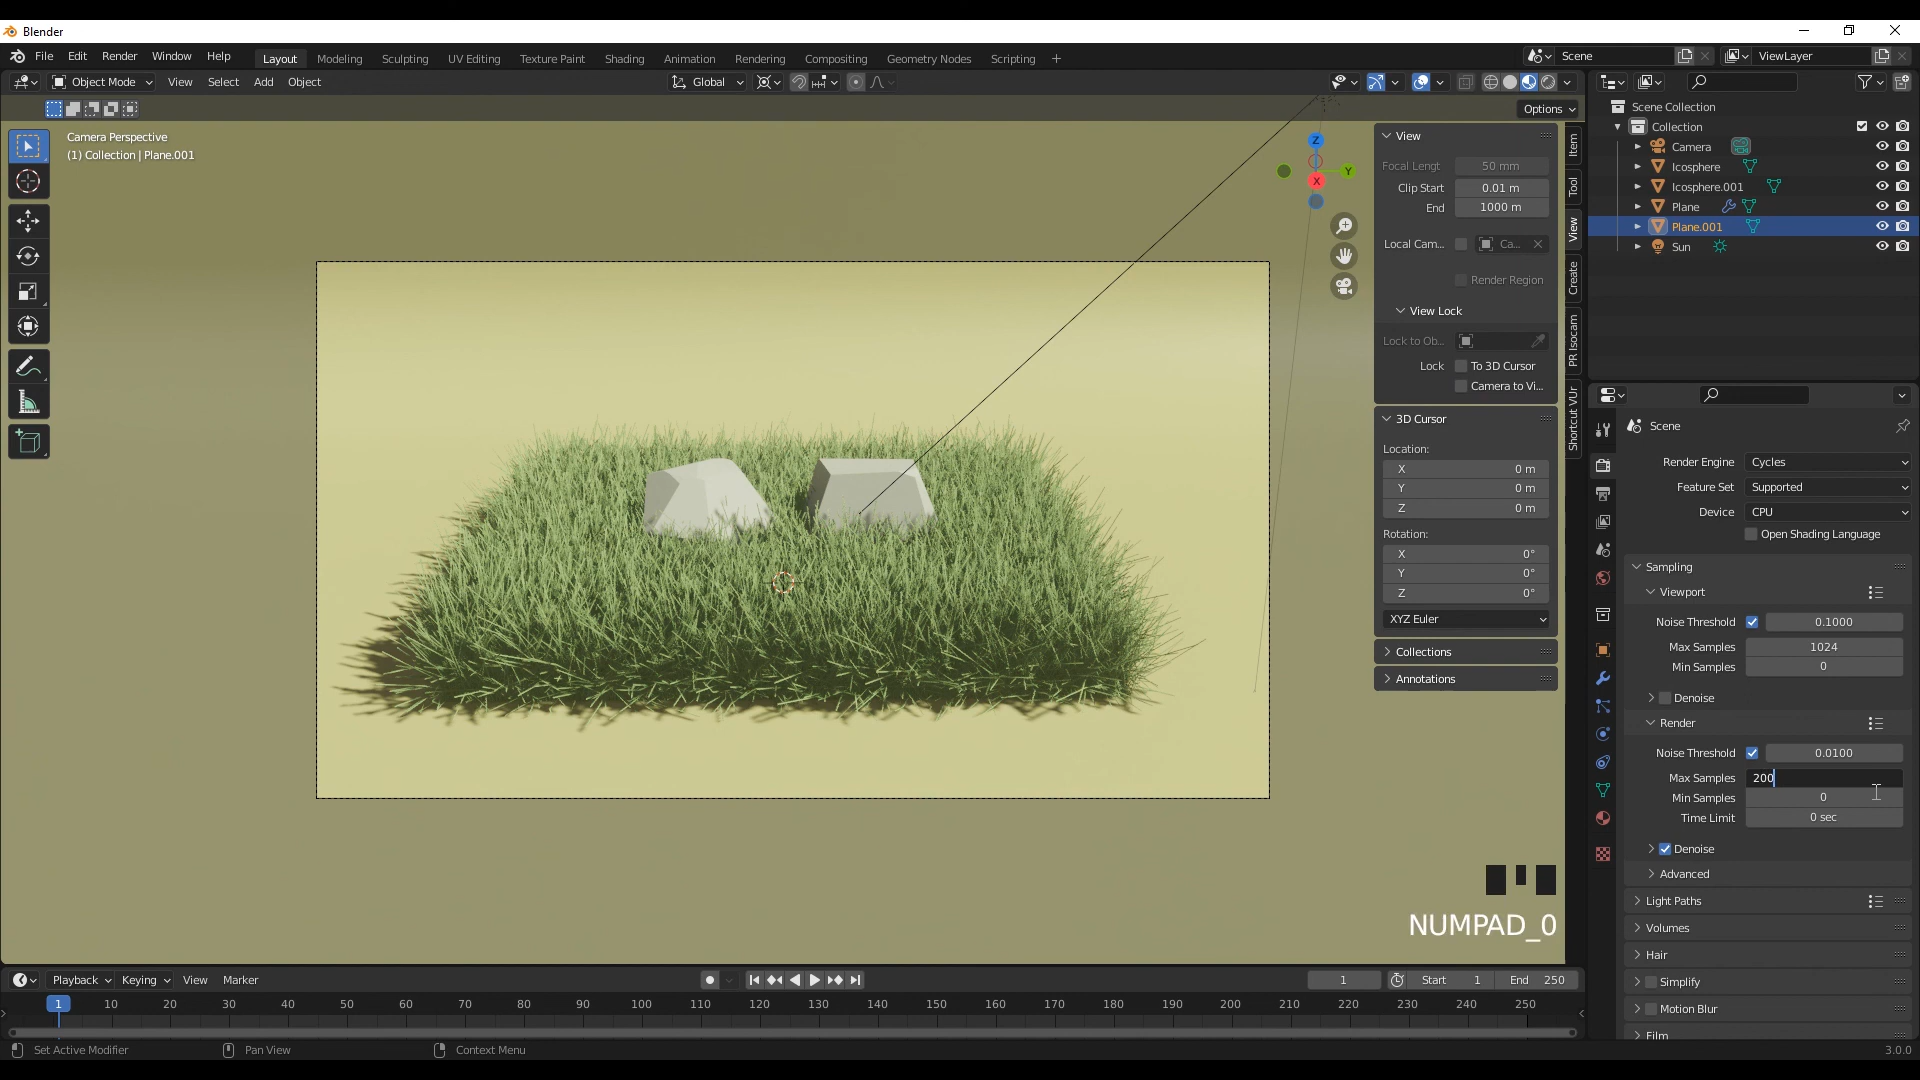 Blender
File Edit Render Window Help
Layout Modeling Sculpting UV Editing Texture Paint Shading Animation Rendering Compositing Geometry Nodes Scripting +
Scene
ViewLayer
Object Mode View Select Add Object
Global
Options
Camera Perspective
(1) Collection | Plane.001
Z
Y
X
View
Focal Lengt 50 mm
Clip Start 0.01 m
End 1000 m
Local Cam... Ca...
Render Region
View Lock
Lock to Ob...
Lock To 3D Cursor
Camera to Vi...
3D Cursor
Location:
X 0 m
Y 0 m
Z 0 m
Rotation:
X 0°
Y 0°
Z 0°
XYZ Euler
Collections
Annotations
Item
Tool
View
Create
PR Isocam
Shortcut VUr
NUMPAD_0
Scene Collection
Collection
Camera
Icosphere
Icosphere.001
Plane
Plane.001
Sun
Scene
Render Engine Cycles
Feature Set Supported
Device CPU
Open Shading Language
Sampling
Viewport
Noise Threshold 0.1000
Max Samples 1024
Min Samples 0
Denoise
Render
Noise Threshold 0.0100
Max Samples 200
Min Samples 0
Time Limit 0 sec
Denoise
Advanced
Light Paths
Volumes
Hair
Simplify
Motion Blur
Film
Playback Keying View Marker
1 Start 1 End 250
1 10 20 30 40 50 60 70 80 90 100 110 120 130 140 150 160 170 180 190 200 210 220 230 240 250
Set Active Modifier Pan View Context Menu 3.0.0